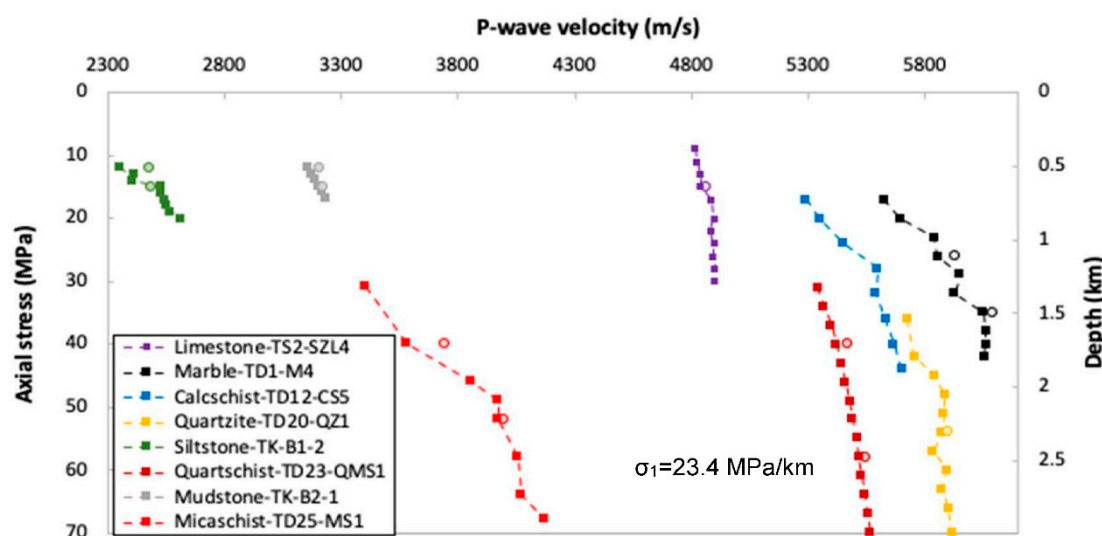 P-wave velocity (m/s)
2300 2800 3300 3800 4300 4800 5300 5800
0 0
10 0.5
20 1
30 1.5
40 2
50 2.5
60
70
Axial stress (MPa)
Depth (km)
Limestone-TS2-SZL4
Marble-TD1-M4
Calcschist-TD12-CS5
Quartzite-TD20-QZ1
Siltstone-TK-B1-2
Quartschist-TD23-QMS1
Mudstone-TK-B2-1
Micaschist-TD25-MS1
σ₁=23.4 MPa/km